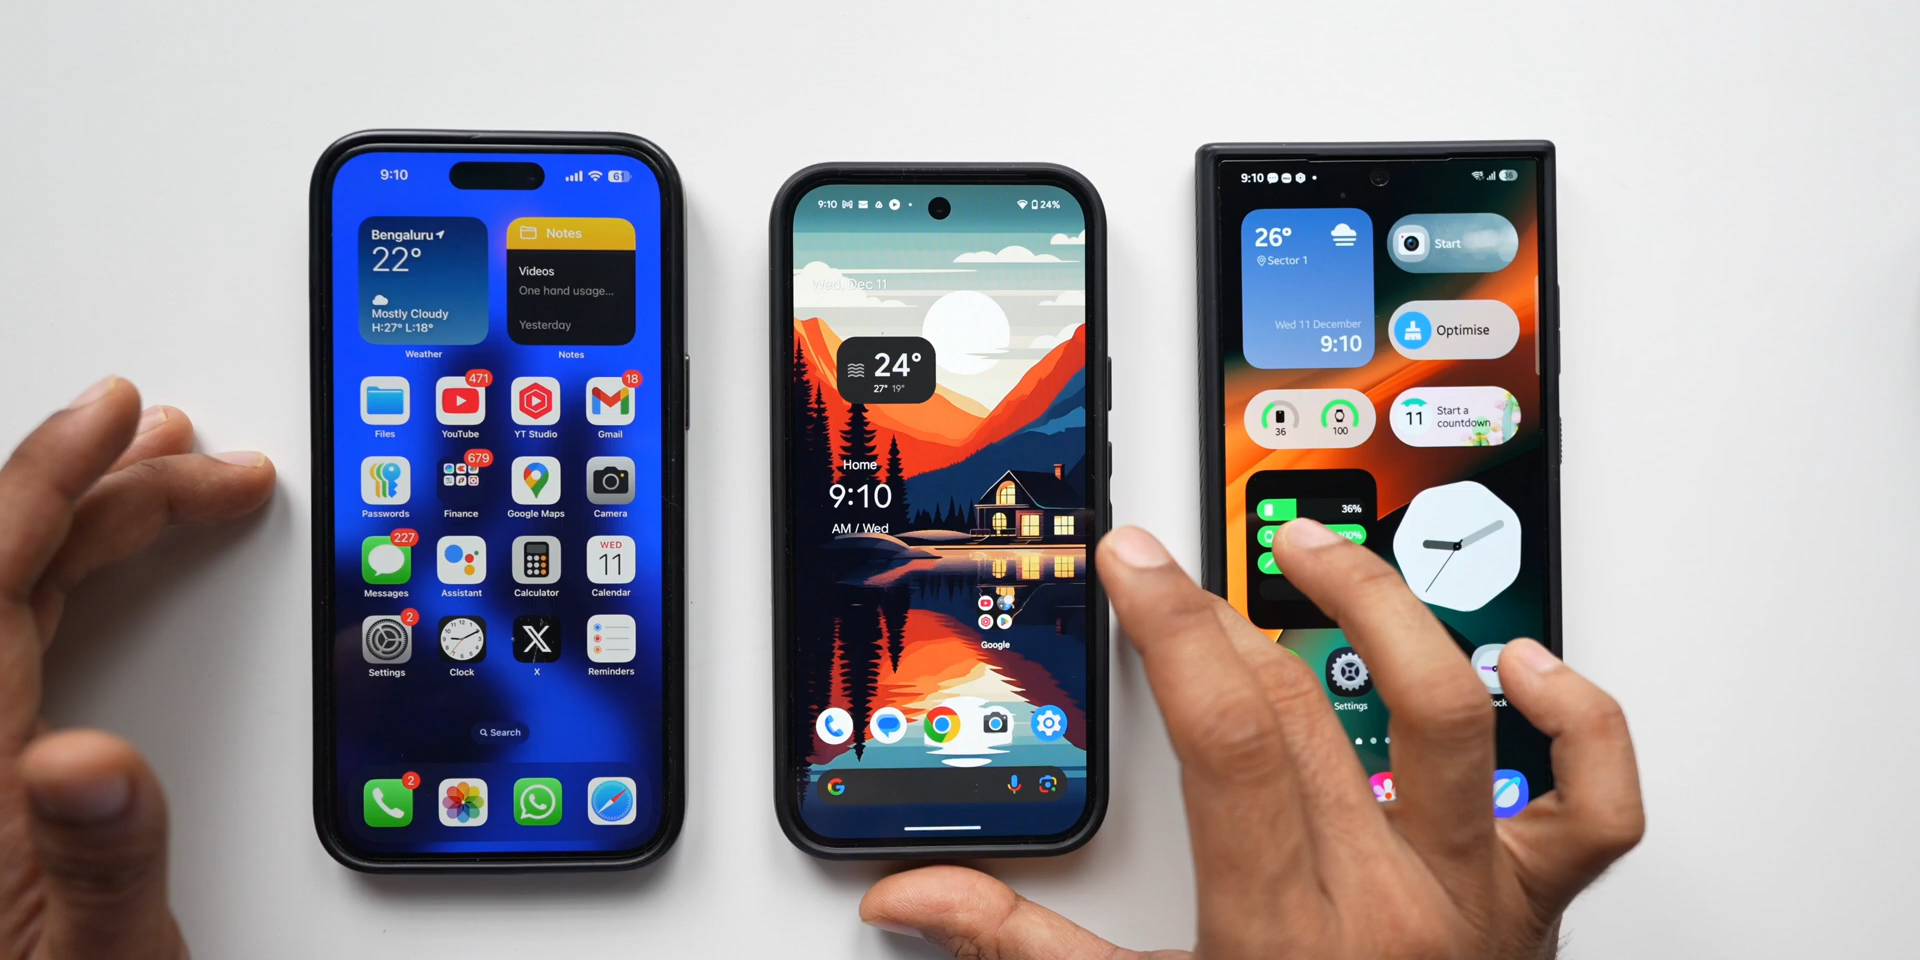 9:10
61
Bengaluru
22°
Mostly Cloudy
H:27° L:18°
Weather
Notes
Videos
One hand usage...
Yesterday
Notes
471
18
Files
YouTube
YT Studio
Gmail
679
Passwords
Finance
Google Maps
Camera
227
WED
11
Messages
Assistant
Calculator
Calendar
2
Settings
Clock
X
Reminders
Search
2
9:10
24%
Wed, Dec 11
24°
27° 19°
Home
9:10
AM / Wed
Google
9:10
36
26°
Sector 1
Wed 11 December
9:10
Start
Optimise
36
100
11
Start a
countdown
36%
100%
Settings
lock